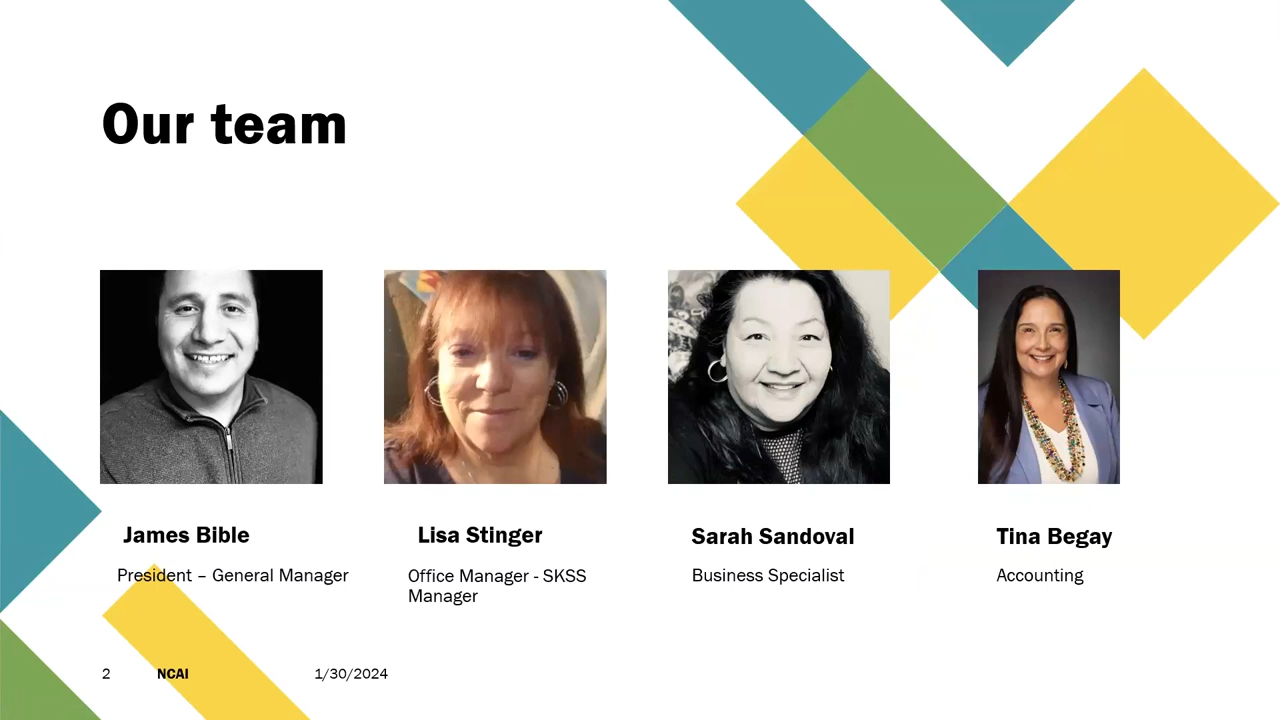 Our team
James Bible
President – General Manager
Lisa Stinger
Office Manager - SKSS
Manager
Sarah Sandoval
Business Specialist
Tina Begay
Accounting
2 NCAI 1/30/2024